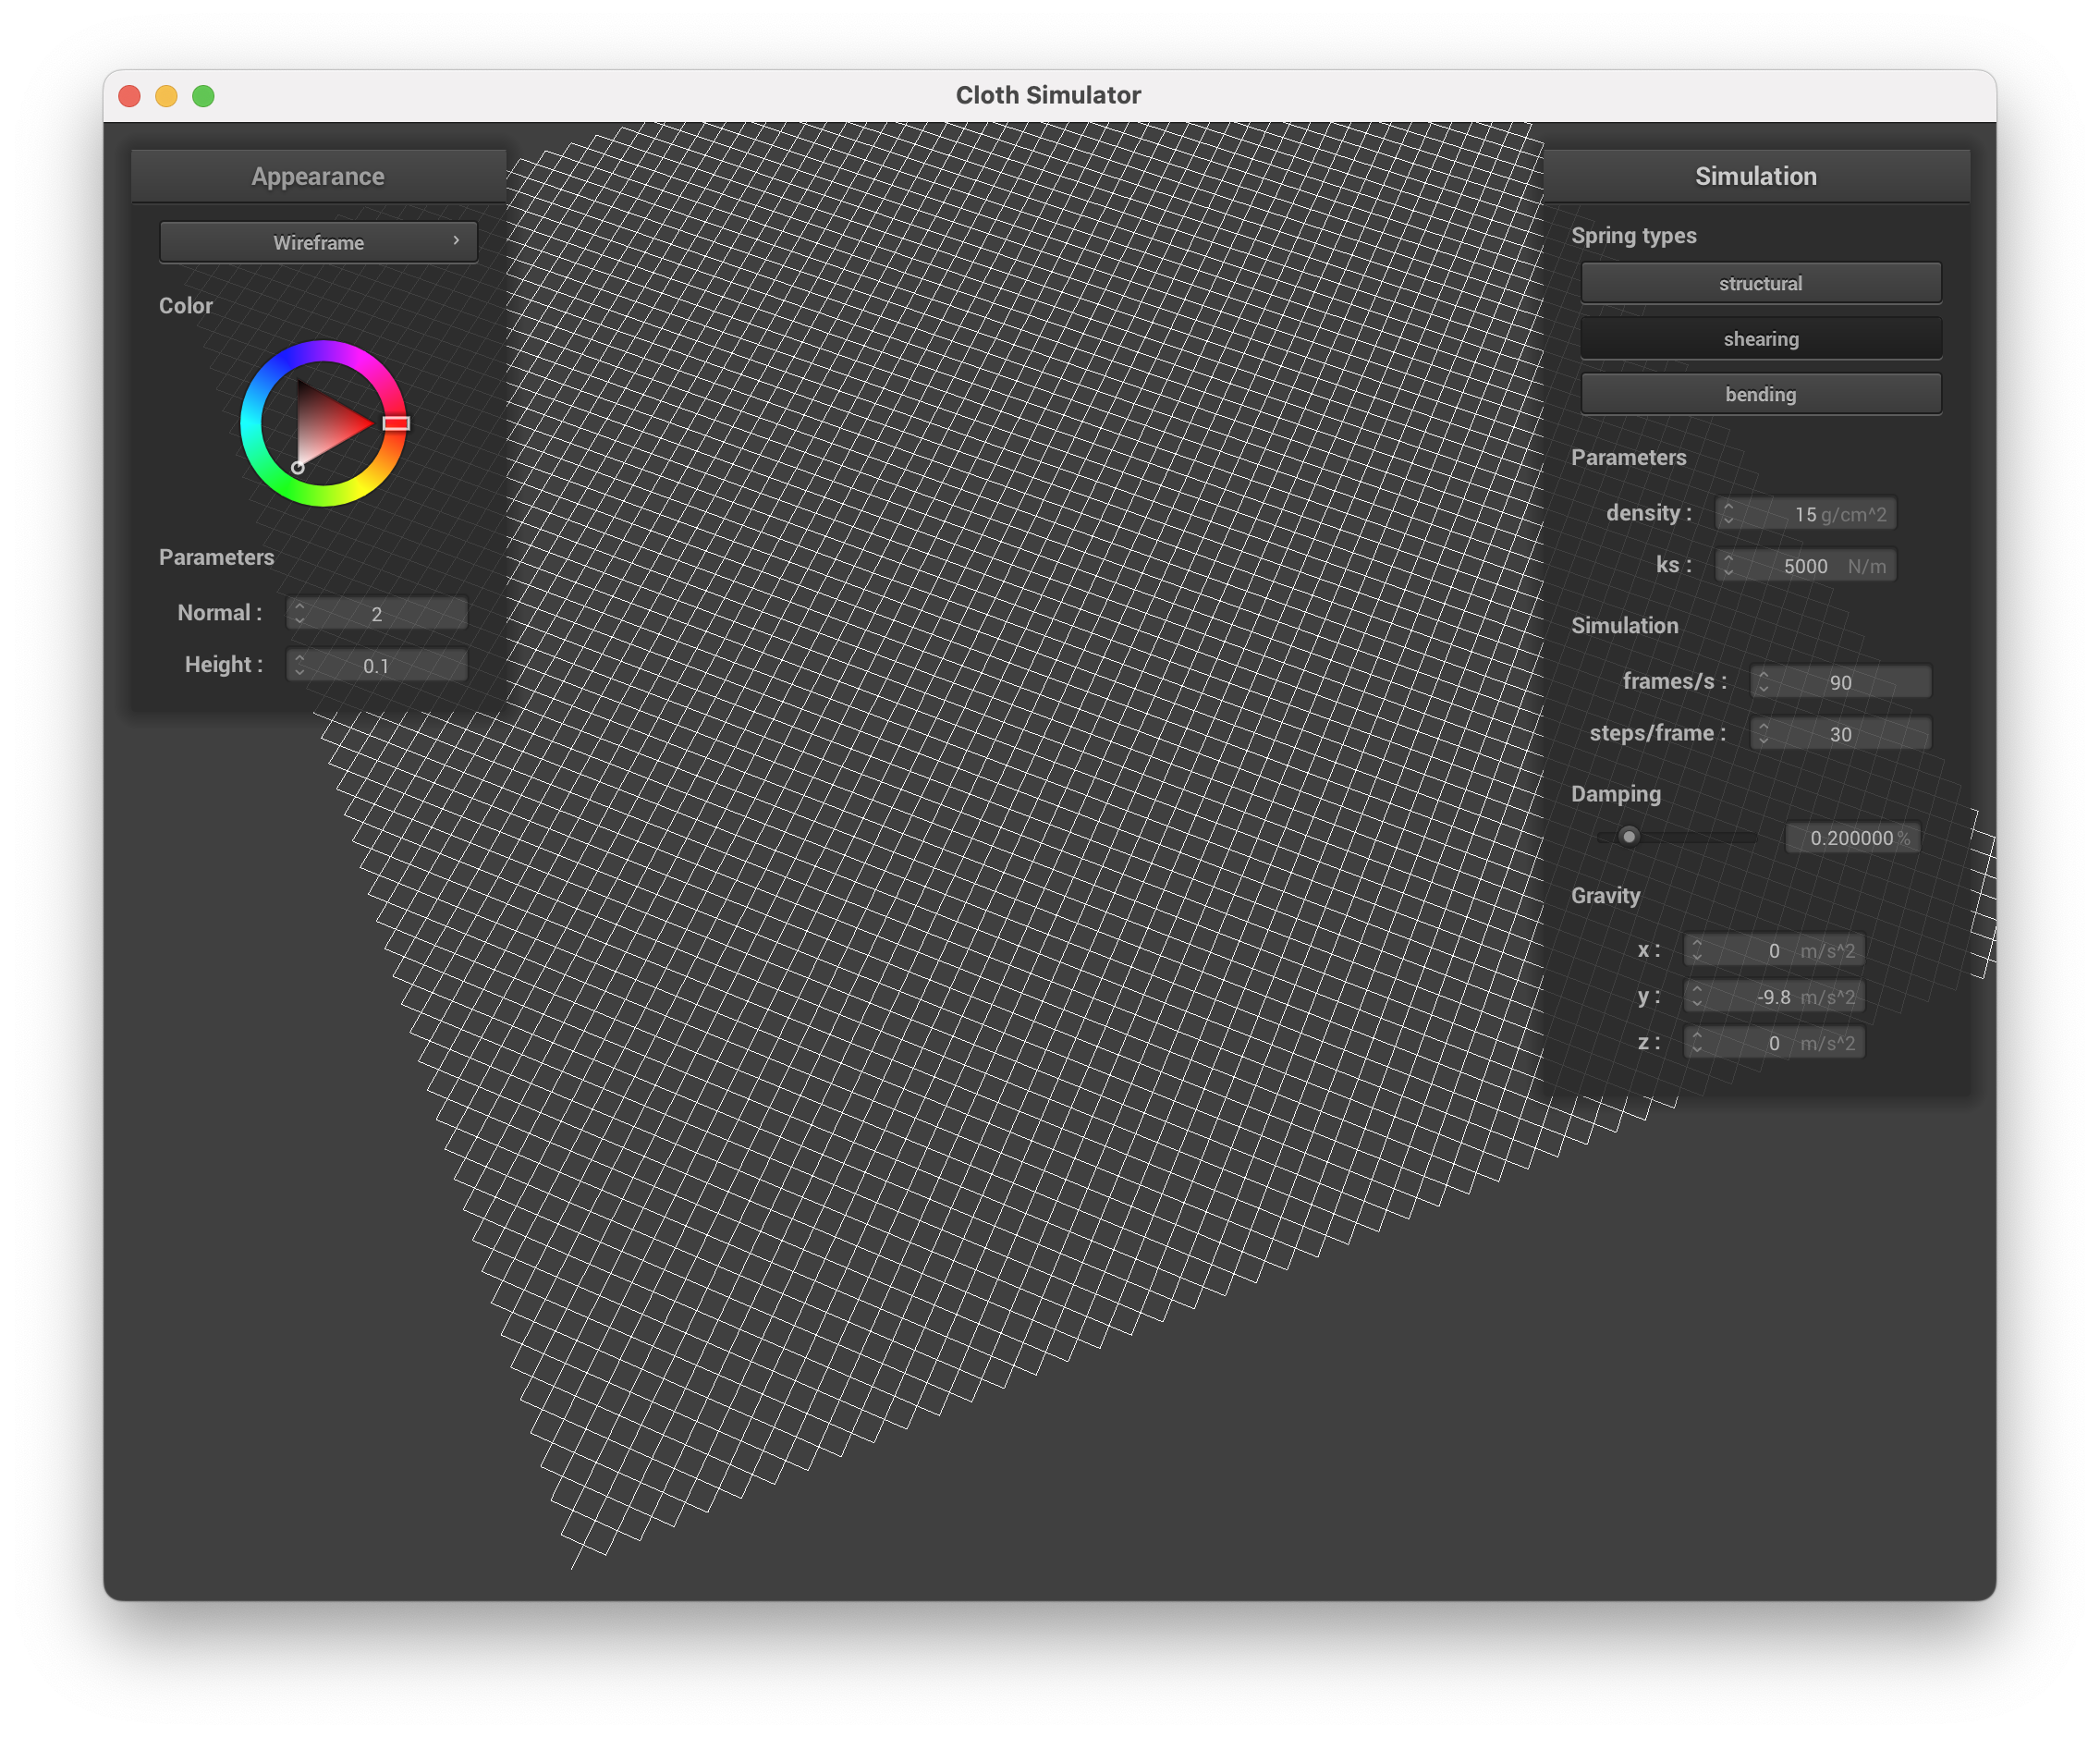 Cloth Simulator
Appearance
Wireframe
Color
Parameters
Normal : 2
Height : 0.1
Simulation
Spring types
structural
shearing
bending
Parameters
density : 15 g/cm^2
ks : 5000 N/m
Simulation
frames/s : 90
steps/frame : 30
Damping
0.200000 %
Gravity
x : 0 m/s^2
y : -9.8 m/s^2
z : 0 m/s^2